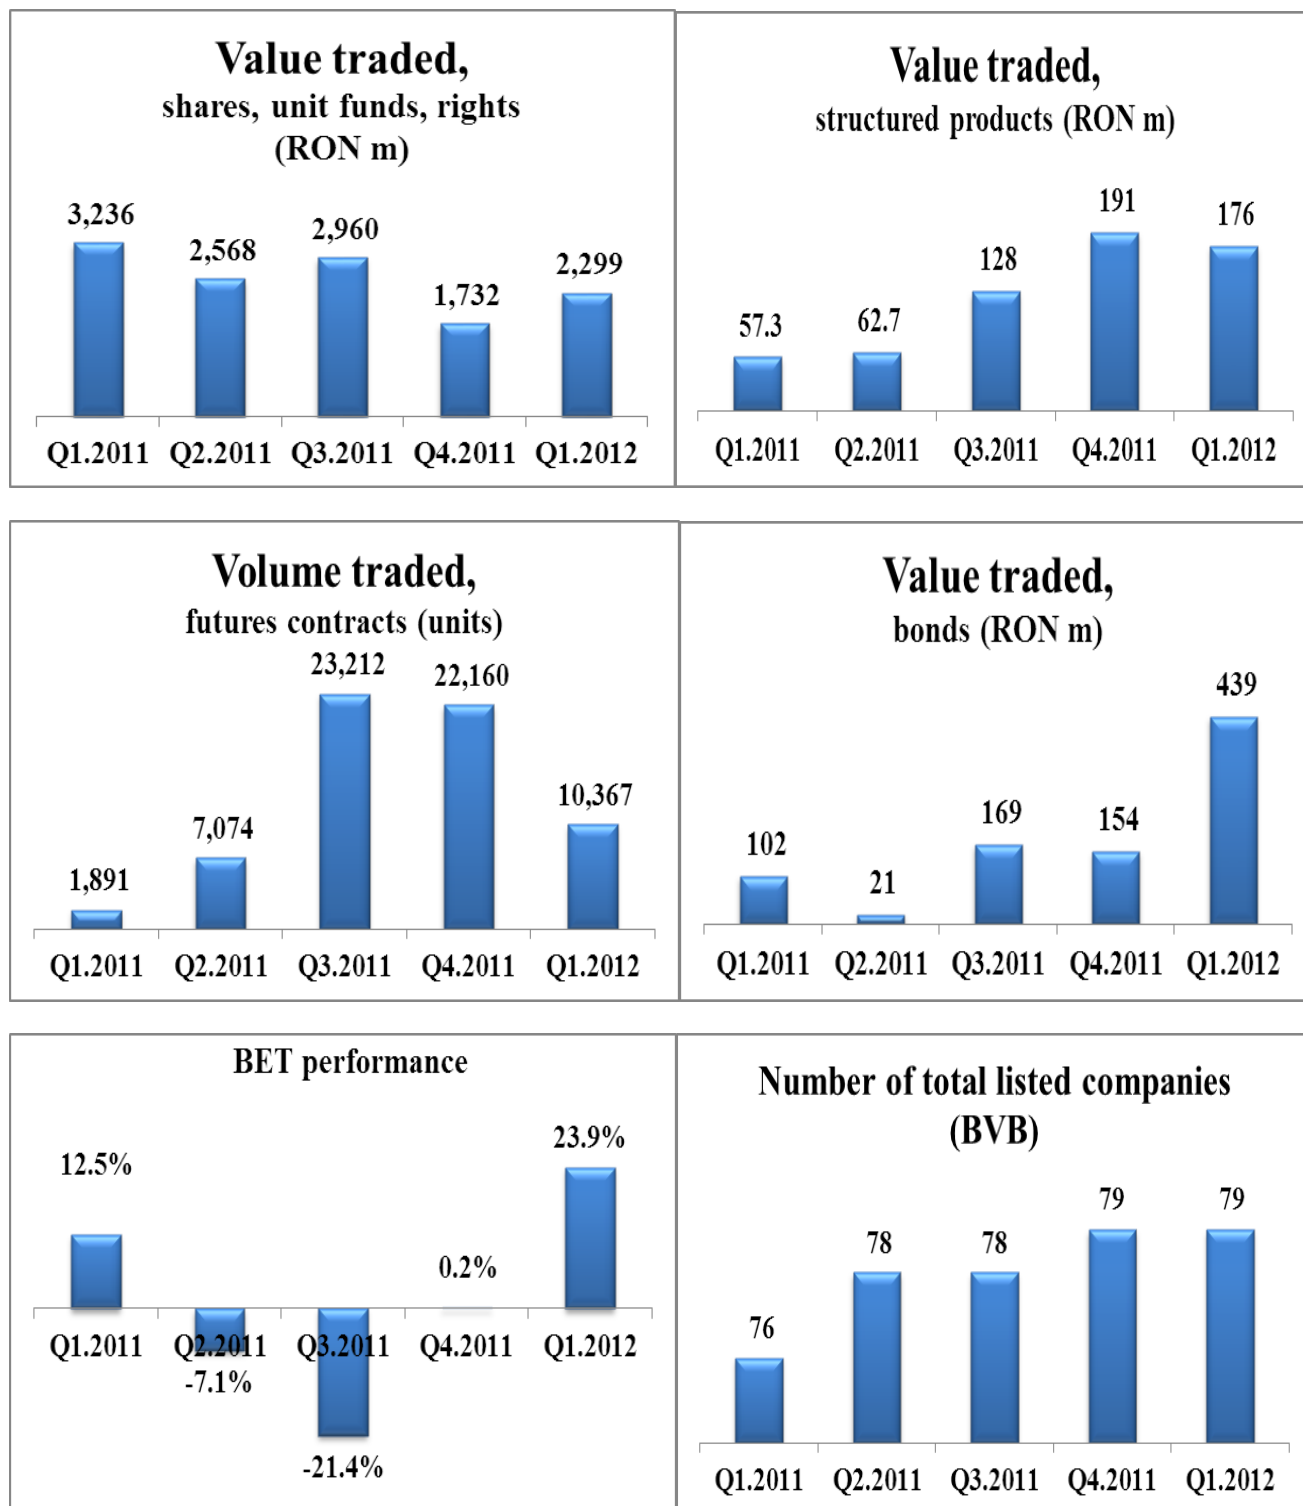 Value traded,
shares, unit funds, rights
(RON m)
3,236
2,568
2,960
1,732
2,299
Q1.2011 Q2.2011 Q3.2011 Q4.2011 Q1.2012
Value traded,
structured products (RON m)
57.3
62.7
128
191
176
Q1.2011 Q2.2011 Q3.2011 Q4.2011 Q1.2012
Volume traded,
futures contracts (units)
1,891
7,074
23,212
22,160
10,367
Q1.2011 Q2.2011 Q3.2011 Q4.2011 Q1.2012
Value traded,
bonds (RON m)
102
21
169
154
439
Q1.2011 Q2.2011 Q3.2011 Q4.2011 Q1.2012
BET performance
12.5%
-7.1%
-21.4%
0.2%
23.9%
Q1.2011 Q2.2011 Q3.2011 Q4.2011 Q1.2012
Number of total listed companies
(BVB)
76
78
78
79
79
Q1.2011 Q2.2011 Q3.2011 Q4.2011 Q1.2012